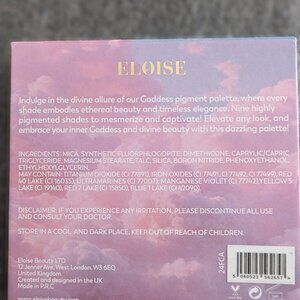 ELOISE
Indulge in the divine allure of our Goddess pigment palette, where every
shade embodies ethereal beauty and timeless elegance. Nine highly
pigmented shades to mesmerize and captivate! Elevate any look, and
embrace your inner Goddess and divine beauty with this dazzling palette!
INGREDIENTS: MICA, SYNTHETIC FLUORPHLOGOPITE, DIMETHICONE, CAPRYLIC/CAPRIC
TRIGLYCERIDE, MAGNESIUM STEARATE, TALC, SILICA, BORON NITRIDE, PHENOXYETHANOL,
ETHYLHEXYLGLYCERIN.
MAY CONTAIN: TITANIUM DIOXIDE (CI 77891), IRON OXIDES (CI 77491, CI 77492, CI 77499), RED
40 LAKE (CI 16035), ULTRAMARINES (CI 77007), MANGANESE VIOLET (CI 77742), YELLOW 5
LAKE (CI 19140), RED 7 LAKE (CI 15850), BLUE 1 LAKE (CI 42090).
DISCLAIMER: IF YOU EXPERIENCE ANY IRRITATION, PLEASE DISCONTINUE ALL USE
AND CONSULT YOUR DOCTOR.
STORE IN A COOL AND DARK PLACE, KEEP OUT OF REACH OF CHILDREN.
Eloise Beauty LTD
12 Jenner Ave, West London, W3 6EQ
United Kingdom
Created and designed in the UK
Made in P.R.C
24ECA